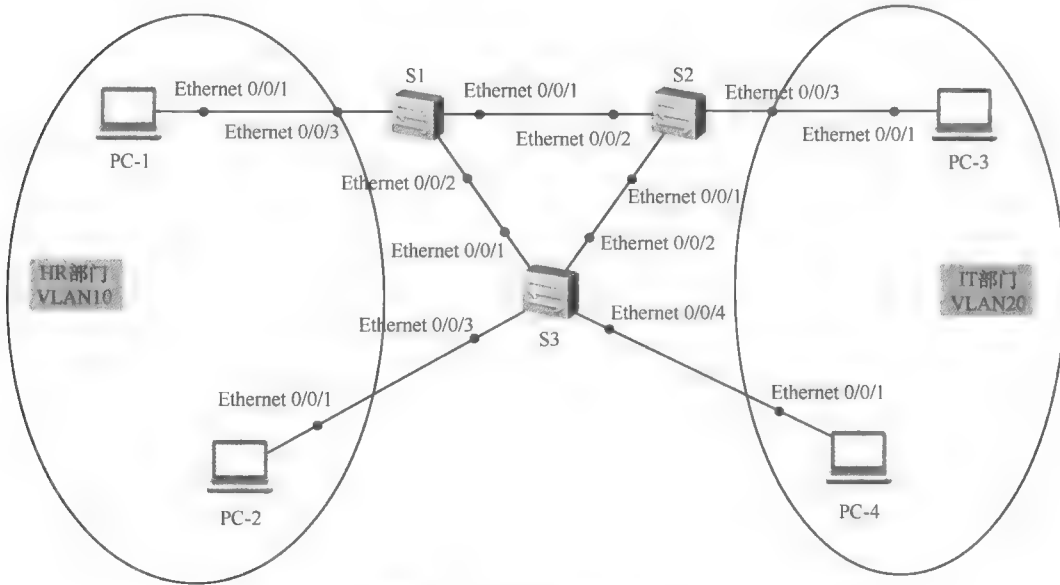 S1
S2
Ethernet 0/0/1
Ethernet 0/0/1
Ethernet 0/0/3
Ethernet 0/0/3
Ethernet 0/0/2
Ethernet 0/0/1
PC-1
PC-3
Ethernet 0/0/2
Ethernet 0/0/1
Ethernet 0/0/1
Ethernet 0/0/2
HR部门
VLAN10
IT部门
VLAN20
Ethernet 0/0/3
S3
Ethernet 0/0/4
Ethernet 0/0/1
Ethernet 0/0/1
PC-2
PC-4